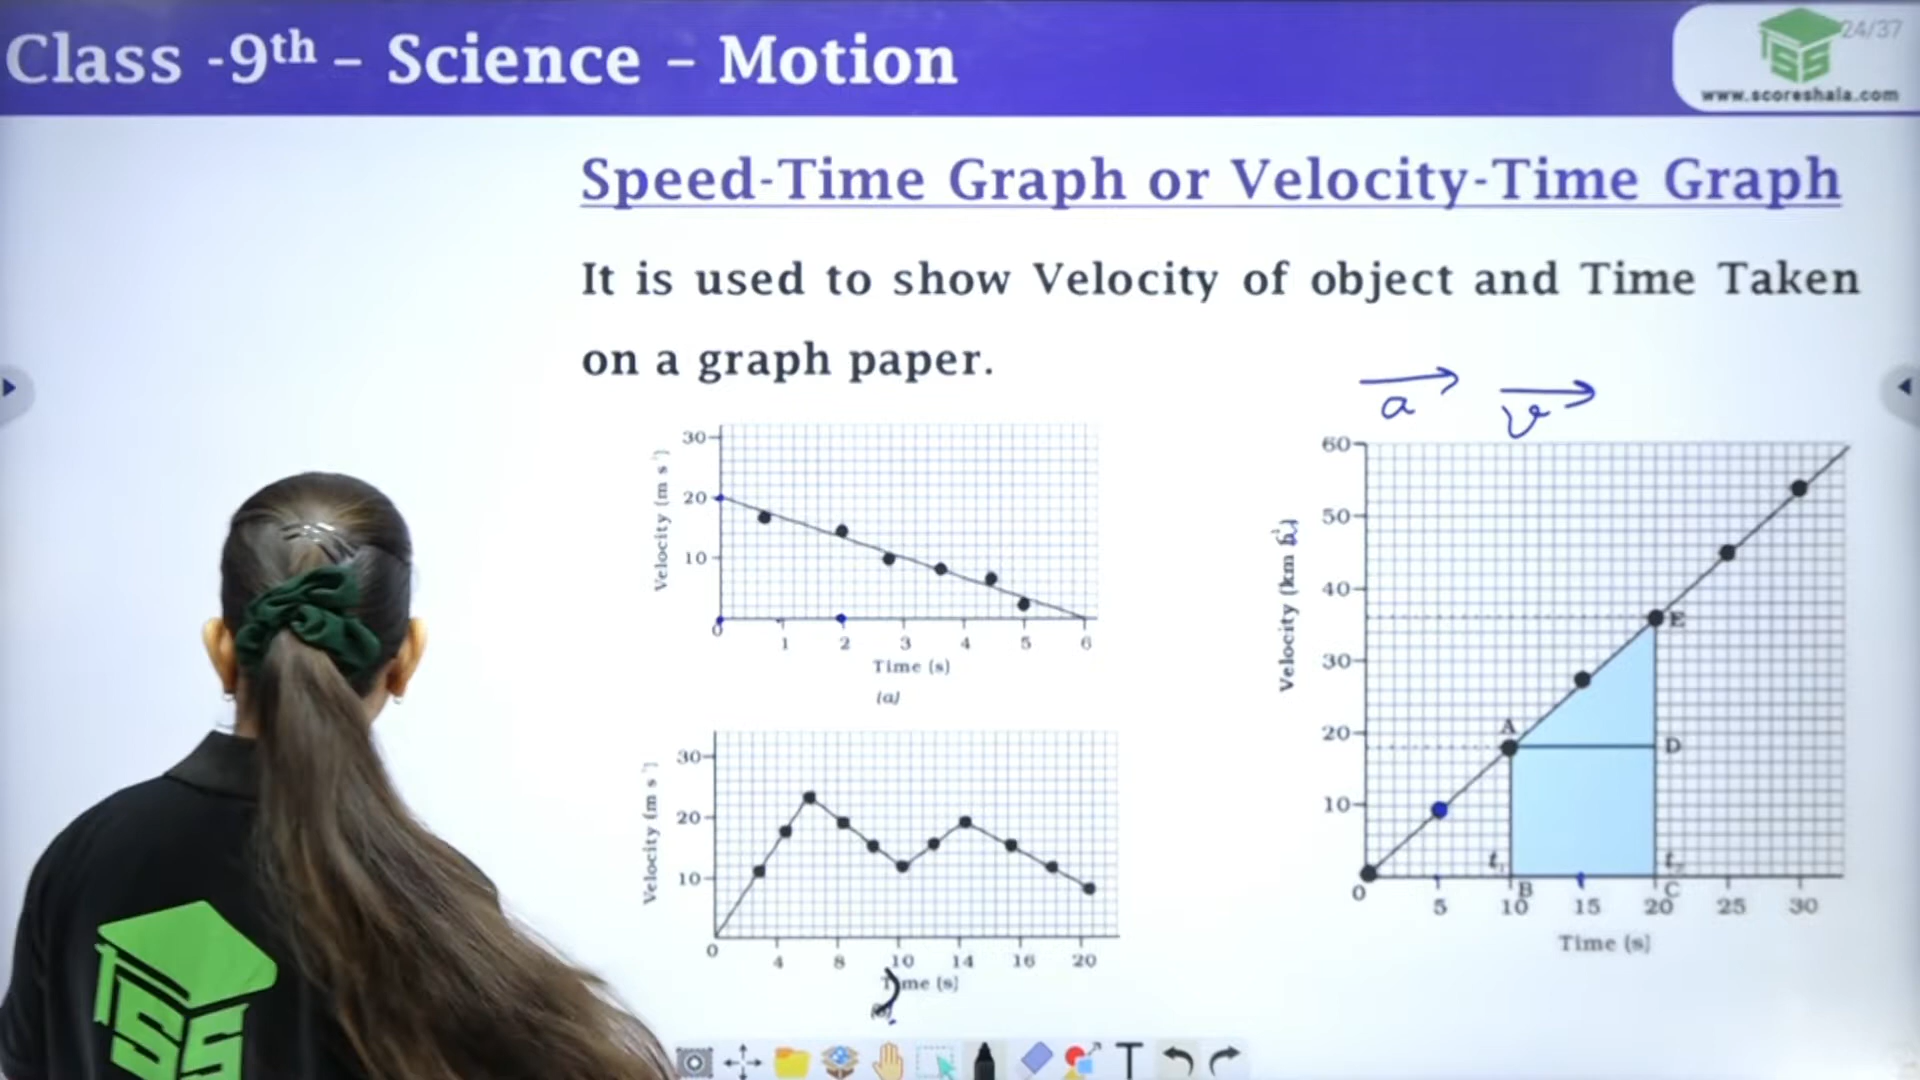 Class -9th – Science – Motion
24/37
SS
www.scoreshala.com
Speed-Time Graph or Velocity-Time Graph
It is used to show Velocity of object and Time Taken
on a graph paper.
a v
30
20
10
Velocity (m s⁻¹)
0 1 2 3 4 5 6
Time (s)
(a)
30
20
10
Velocity (m s⁻¹)
0 4 8 10 14 16 20
Time (s)
60
50
40
30
20
10
Velocity (km h⁻¹)
E
A
D
t₁ t₂
B C
0 5 10 15 20 25 30
Time (s)
SS
T